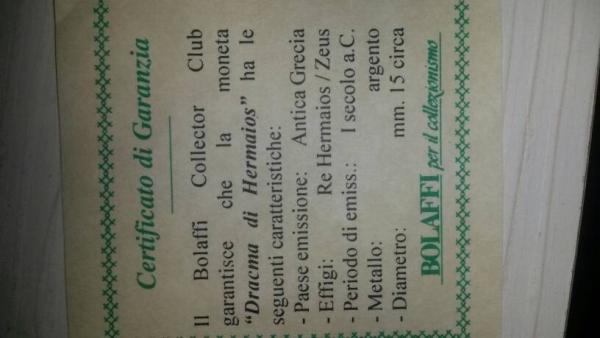 Certificato di Garanzia
Il Bolaffi Collector Club
garantisce che la moneta
"Dracma di Hermaios" ha le
seguenti caratteristiche:
- Paese emissione: Antica Grecia
- Effigi: Re Hermaios / Zeus
- Periodo di emiss.: I secolo a.C.
- Metallo: argento
- Diametro: mm. 15 circa
BOLAFFI per il collezionismo